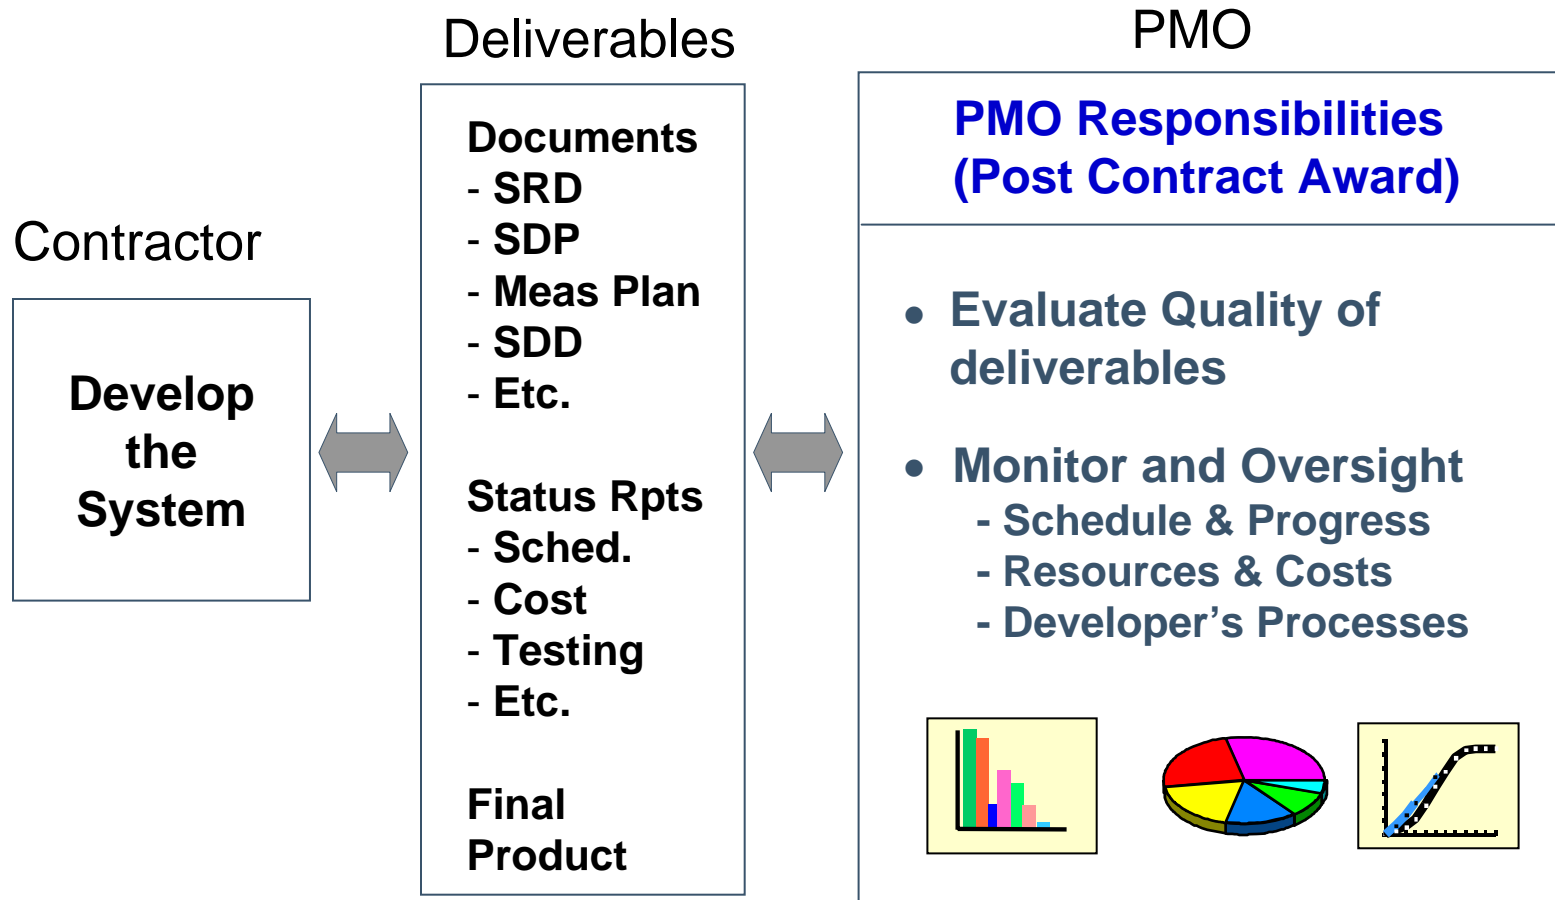 Contractor
Develop
the
System
Deliverables
Documents
- SRD
- SDP
- Meas Plan
- SDD
- Etc.
Status Rpts
- Sched.
- Cost
- Testing
- Etc.
Final
Product
PMO
PMO Responsibilities
(Post Contract Award)
• Evaluate Quality of
deliverables
• Monitor and Oversight
- Schedule & Progress
- Resources & Costs
- Developer’s Processes